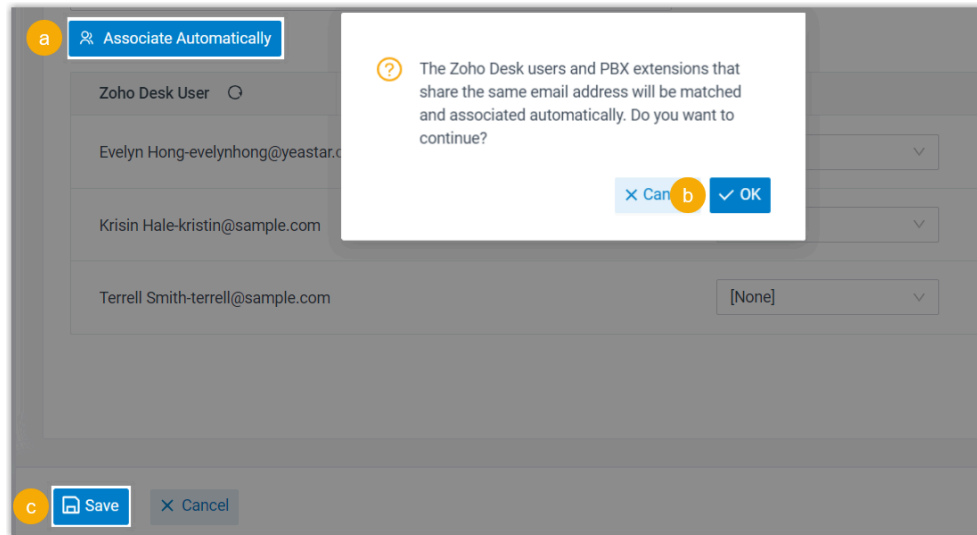 a
Associate Automatically
The Zoho Desk users and PBX extensions that
share the same email address will be matched
and associated automatically. Do you want to
continue?
Zoho Desk User
Evelyn Hong-evelynhong@yeastar.c
Can b OK
Krisin Hale-kristin@sample.com
Terrell Smith-terrell@sample.com [None]
c Save Cancel